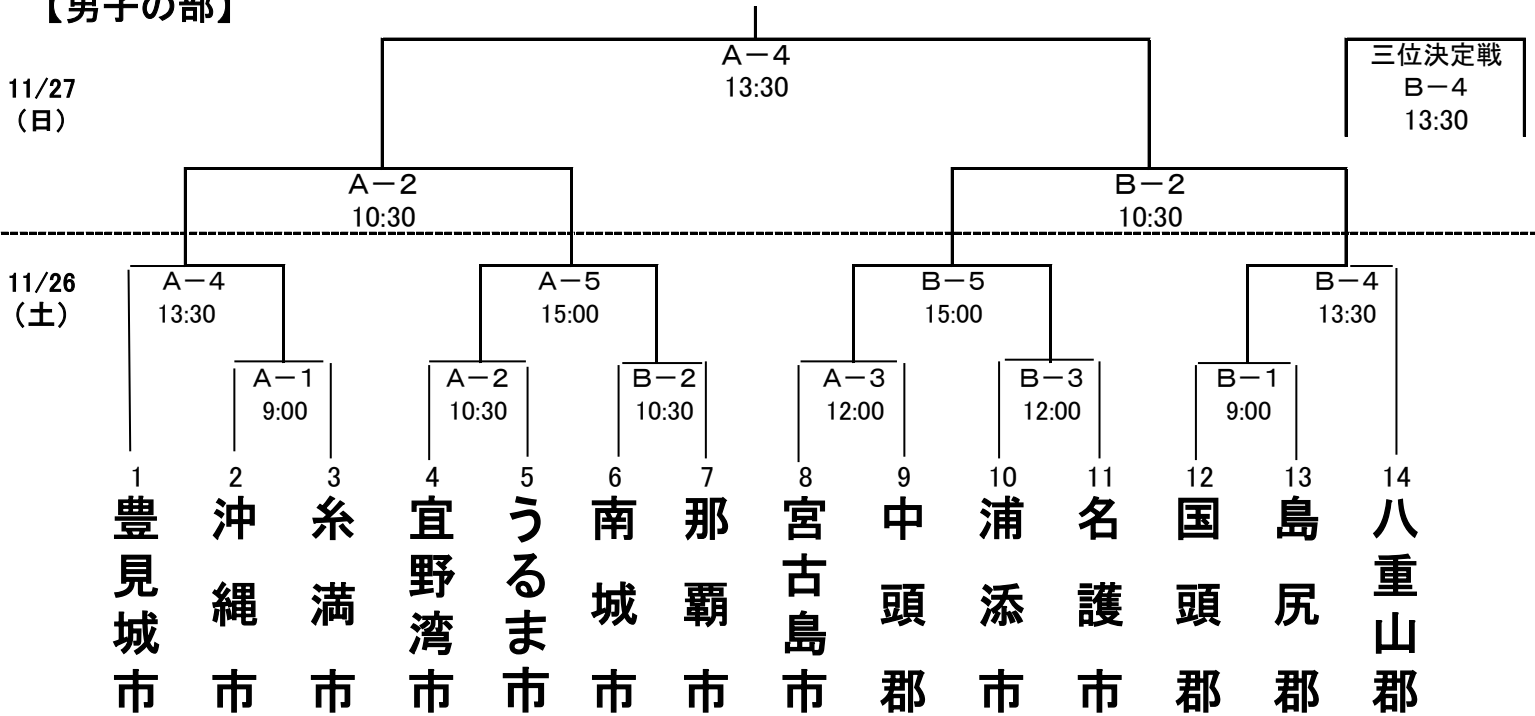 【男子の部】
A－4
13:30
三位決定戦
B－4
13:30
11/27
（日）
A－2
10:30
B－2
10:30
11/26
（土）
A－4
13:30
A－5
15:00
B－5
15:00
B－4
13:30
A－1
9:00
A－2
10:30
B－2
10:30
A－3
12:00
B－3
12:00
B－1
9:00
1
2
3
4
5
6
7
8
9
10
11
12
13
14
豊見城市
沖縄市
糸満市
宜野湾市
うるま市
南城市
那覇市
宮古島市
中頭郡
浦添市
名護市
国頭郡
島尻郡
八重山郡